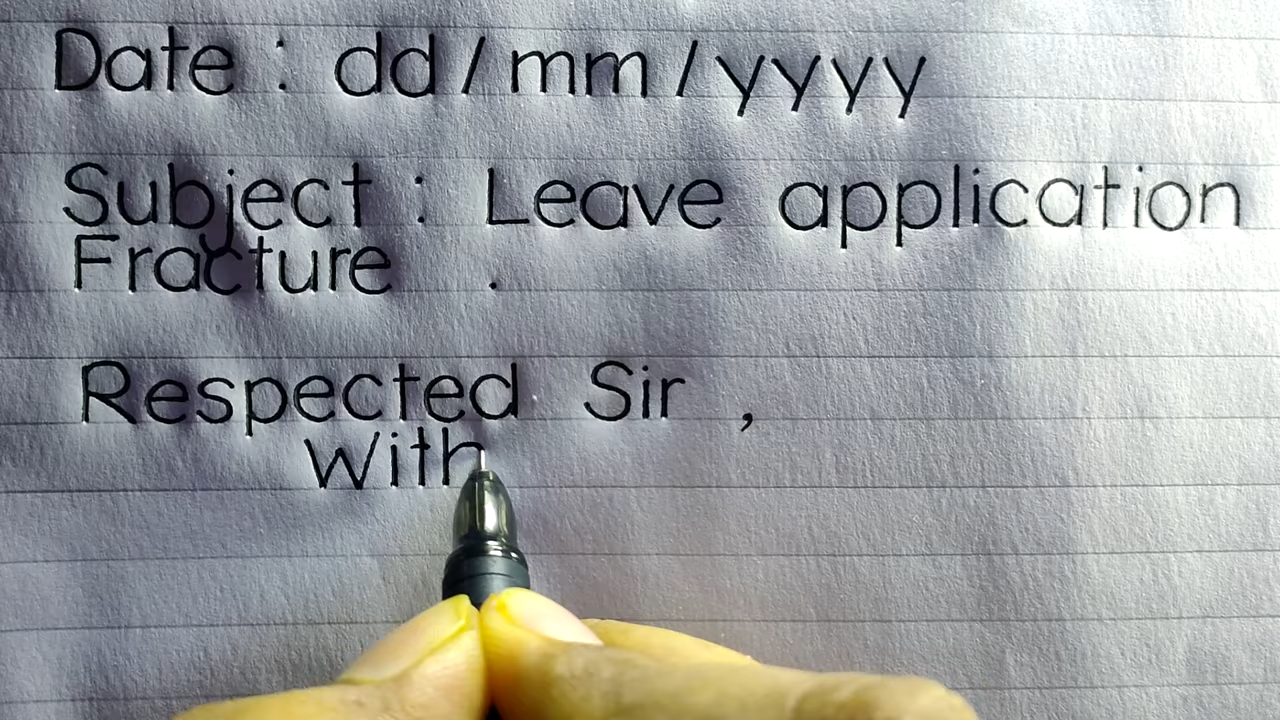 Date : dd/mm/yyyy
Subject : Leave application
Fracture .
Respected Sir ,
With